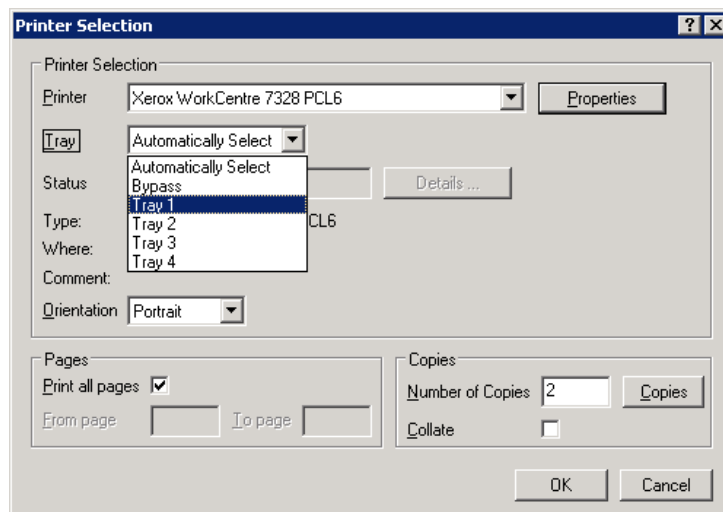 Printer Selection
Printer Selection
Printer Xerox WorkCentre 7328 PCL6 Properties
Tray Automatically Select
Automatically Select
Bypass
Status Details ...
Tray 1
Type: Tray 2 PCL6
Where: Tray 3
Tray 4
Comment:
Orientation Portrait
Pages
Print all pages
From page To page
Copies
Number of Copies 2 Copies
Collate
OK Cancel